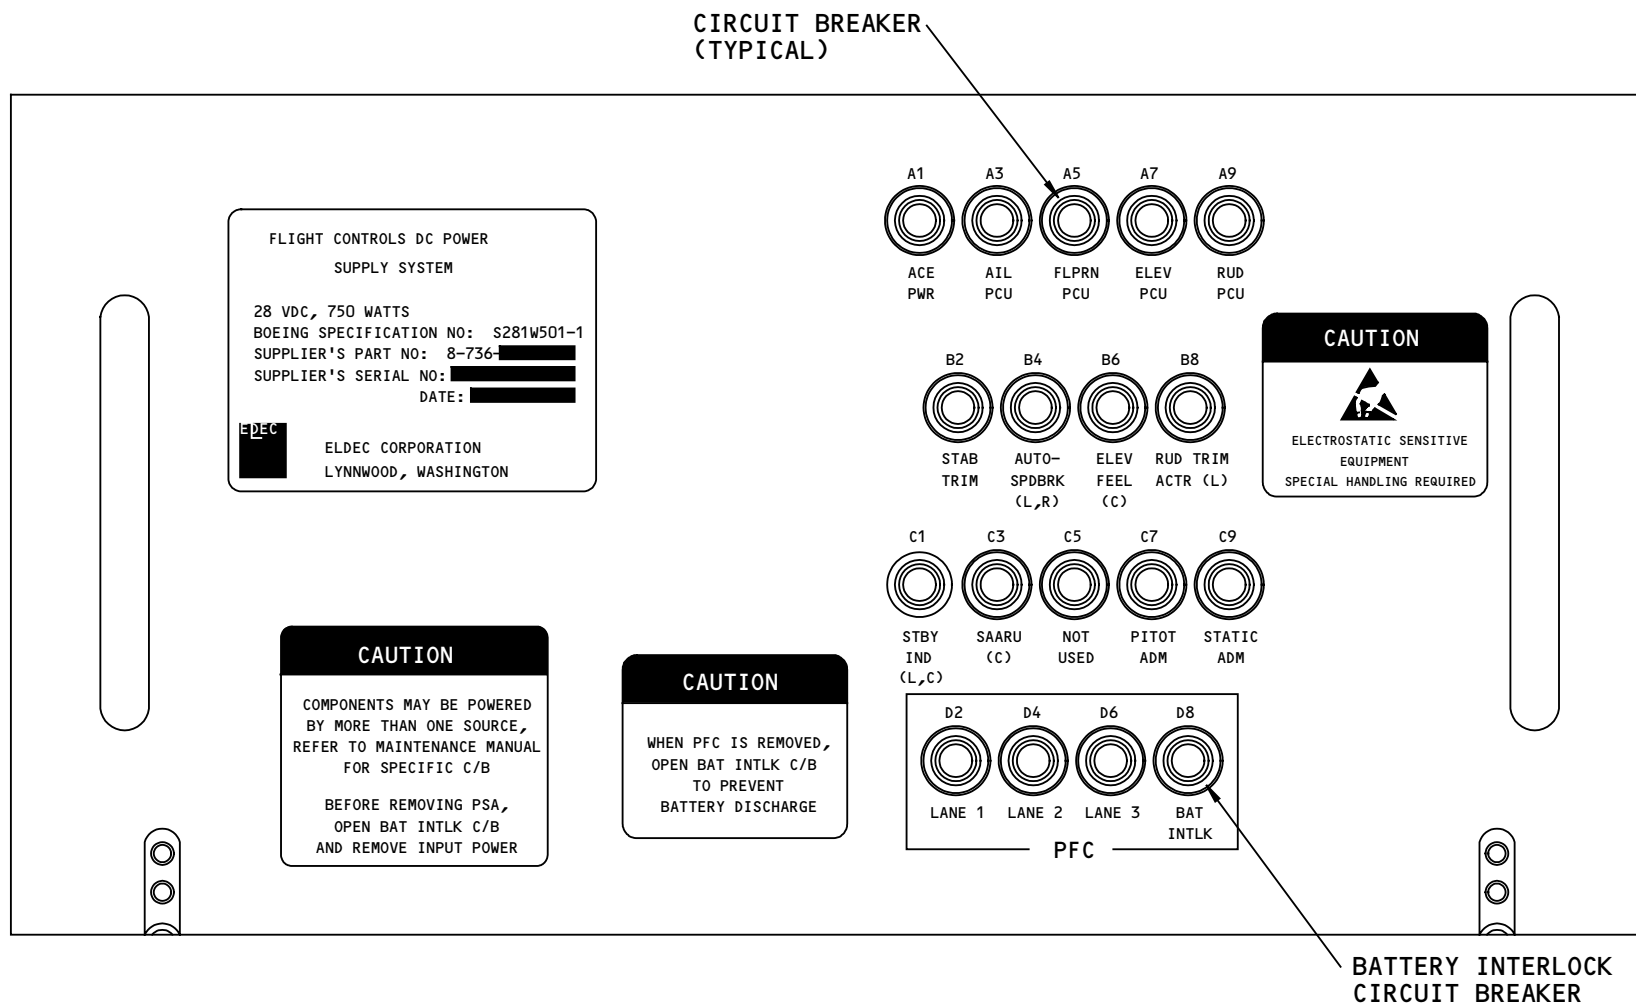 CIRCUIT BREAKER
(TYPICAL)
A1 A3 A5 A7 A9
ACE AIL FLPRN ELEV RUD
PWR PCU PCU PCU PCU
FLIGHT CONTROLS DC POWER
SUPPLY SYSTEM
28 VDC, 750 WATTS
BOEING SPECIFICATION NO: S281W501-1
SUPPLIER'S PART NO: 8-736-
SUPPLIER'S SERIAL NO:
DATE:
ELDEC
ELDEC CORPORATION
LYNNWOOD, WASHINGTON
CAUTION
ELECTROSTATIC SENSITIVE
EQUIPMENT
SPECIAL HANDLING REQUIRED
B2 B4 B6 B8
STAB AUTO- ELEV RUD TRIM
TRIM SPDBRK FEEL ACTR (L)
(L,R) (C)
C1 C3 C5 C7 C9
STBY SAARU NOT PITOT STATIC
IND (C) USED ADM ADM
(L,C)
CAUTION
COMPONENTS MAY BE POWERED
BY MORE THAN ONE SOURCE,
REFER TO MAINTENANCE MANUAL
FOR SPECIFIC C/B
BEFORE REMOVING PSA,
OPEN BAT INTLK C/B
AND REMOVE INPUT POWER
CAUTION
WHEN PFC IS REMOVED,
OPEN BAT INTLK C/B
TO PREVENT
BATTERY DISCHARGE
D2 D4 D6 D8
LANE 1 LANE 2 LANE 3 BAT
INTLK
PFC
BATTERY INTERLOCK
CIRCUIT BREAKER